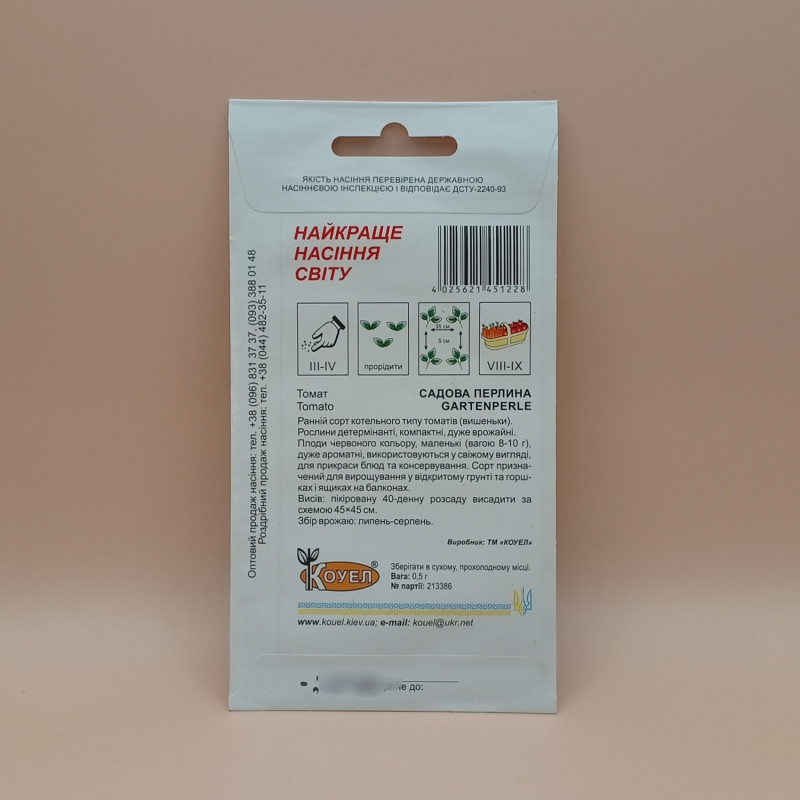 ЯКІСТЬ НАСІННЯ ПЕРЕВІРЕНА ДЕРЖАВНОЮ
НАСІННЄВОЮ ІНСПЕКЦІЄЮ І ВІДПОВІДАЄ ДСТУ-2240-93
НАЙКРАЩЕ
НАСІННЯ
СВІТУ
4 025621 451228
35 см
5 см
III-IV
прорідити
VIII-IX
Томат
САДОВА ПЕРЛИНА
Tomato
GARTENPERLE
Ранній сорт котельного типу томатів (вишеньки).
Рослини детермінанті, компактні, дуже врожайні.
Плоди червоного кольору, маленькі (вагою 8-10 г),
дуже ароматні, використовуються у свіжому вигляді,
для прикраси блюд та консервування. Сорт призна-
чений для вирощування у відкритому грунті та горш-
ках і ящиках на балконах.
Висів: пікіровану 40-денну розсаду висадити за
схемою 45×45 см.
Збір врожаю: липень-серпень.
Виробник: ТМ «КОУЕЛ»
КОУЕЛ®
Зберігати в сухому, прохолодному місці.
Вага: 0,5 г
№ партії: 213386
www.kouel.kiev.ua; e-mail: kouel@ukr.net
до:
Оптовий продаж насіння: тел. +38 (096) 831 37 37, (093) 388 01 48
Роздрібний продаж насіння: тел. +38 (044) 482-35-11